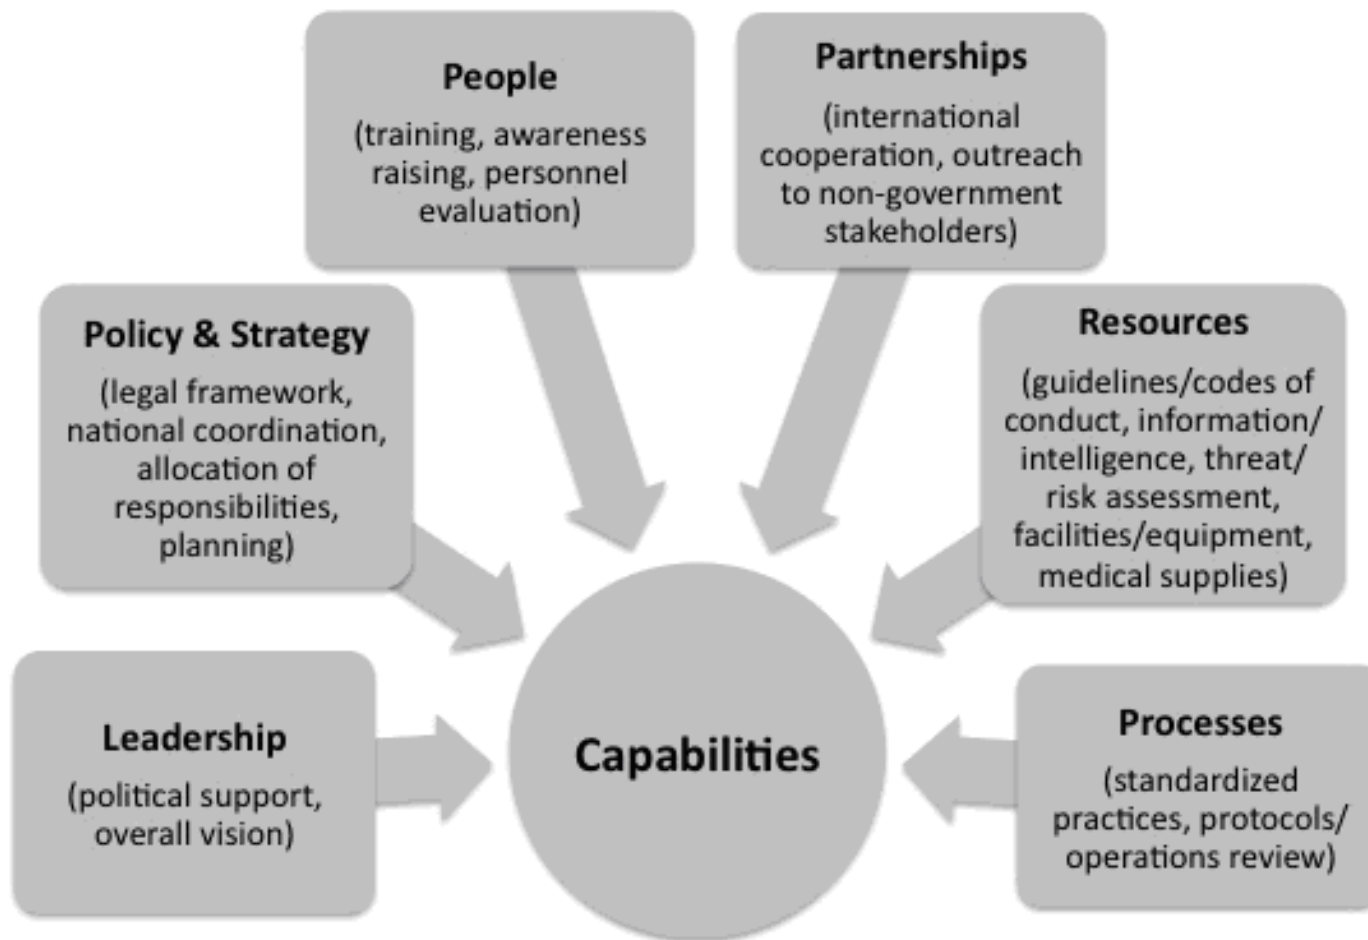 People
(training, awareness
raising, personnel
evaluation)
Partnerships
(international
cooperation, outreach
to non-government
stakeholders)
Policy & Strategy
(legal framework,
national coordination,
allocation of
responsibilities,
planning)
Resources
(guidelines/codes of
conduct, information/
intelligence, threat/
risk assessment,
facilities/equipment,
medical supplies)
Leadership
(political support,
overall vision)
Capabilities
Processes
(standardized
practices, protocols/
operations review)